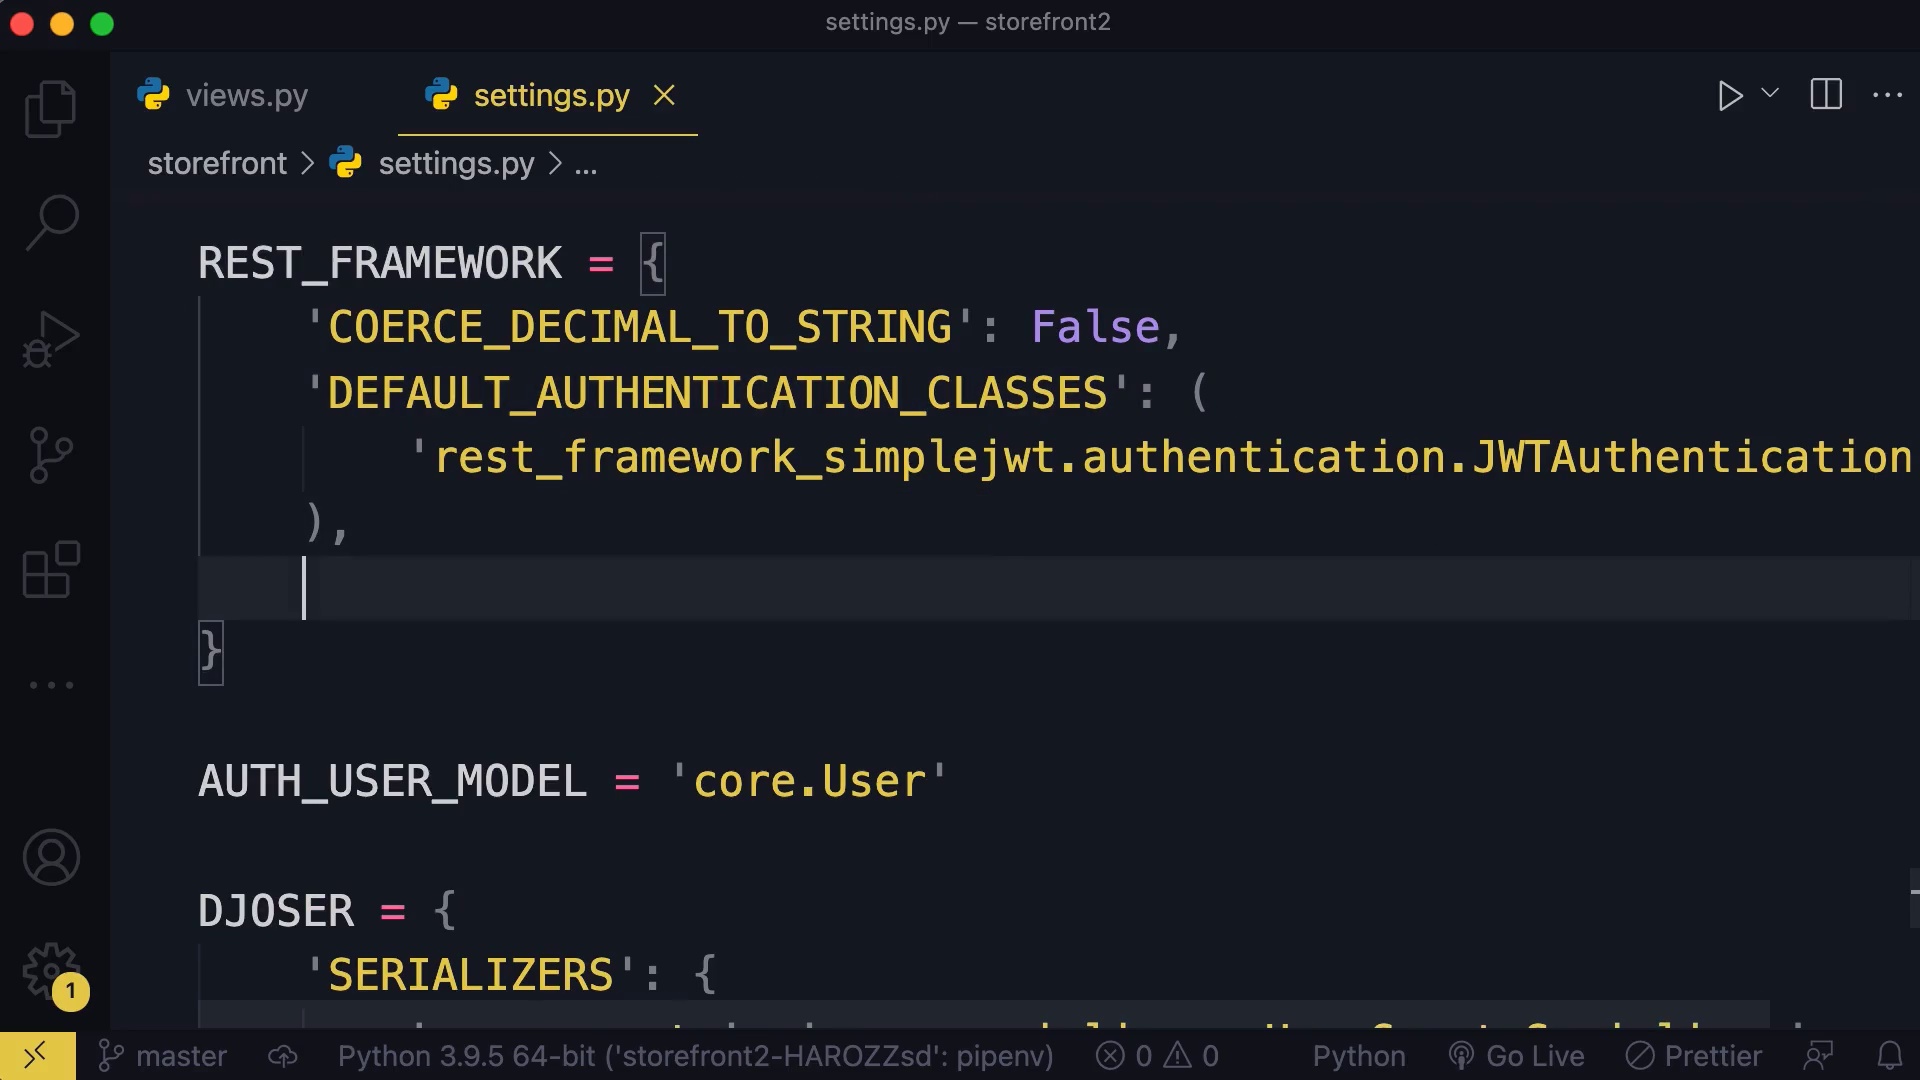 settings.py — storefront2
views.py
settings.py
storefront > settings.py > ...
REST_FRAMEWORK = {
'COERCE_DECIMAL_TO_STRING': False,
'DEFAULT_AUTHENTICATION_CLASSES': (
'rest_framework_simplejwt.authentication.JWTAuthentication
),
}
AUTH_USER_MODEL = 'core.User'
DJOSER = {
'SERIALIZERS': {
1
master
Python 3.9.5 64-bit ('storefront2-HAROZZsd': pipenv)
0
0
Python
Go Live
Prettier